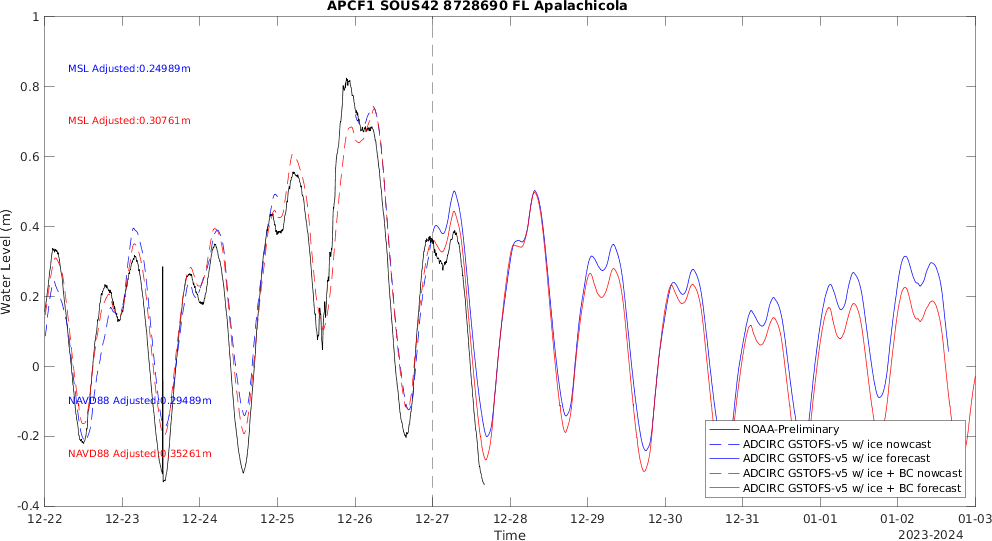 APCF1 SOUS42 8728690 FL Apalachicola
1
0.8
0.6
0.4
0.2
0
-0.2
-0.4
Water Level (m)
MSL Adjusted:0.24989m
MSL Adjusted:0.30761m
NAVD88 Adjusted:0.29489m
NAVD88 Adjusted:0.35261m
NOAA-Preliminary
ADCIRC GSTOFS-v5 w/ ice nowcast
ADCIRC GSTOFS-v5 w/ ice forecast
ADCIRC GSTOFS-v5 w/ ice + BC nowcast
ADCIRC GSTOFS-v5 w/ ice + BC forecast
12-22 12-23 12-24 12-25 12-26 12-27 12-28 12-29 12-30 12-31 01-01 01-02 01-03
Time
2023-2024